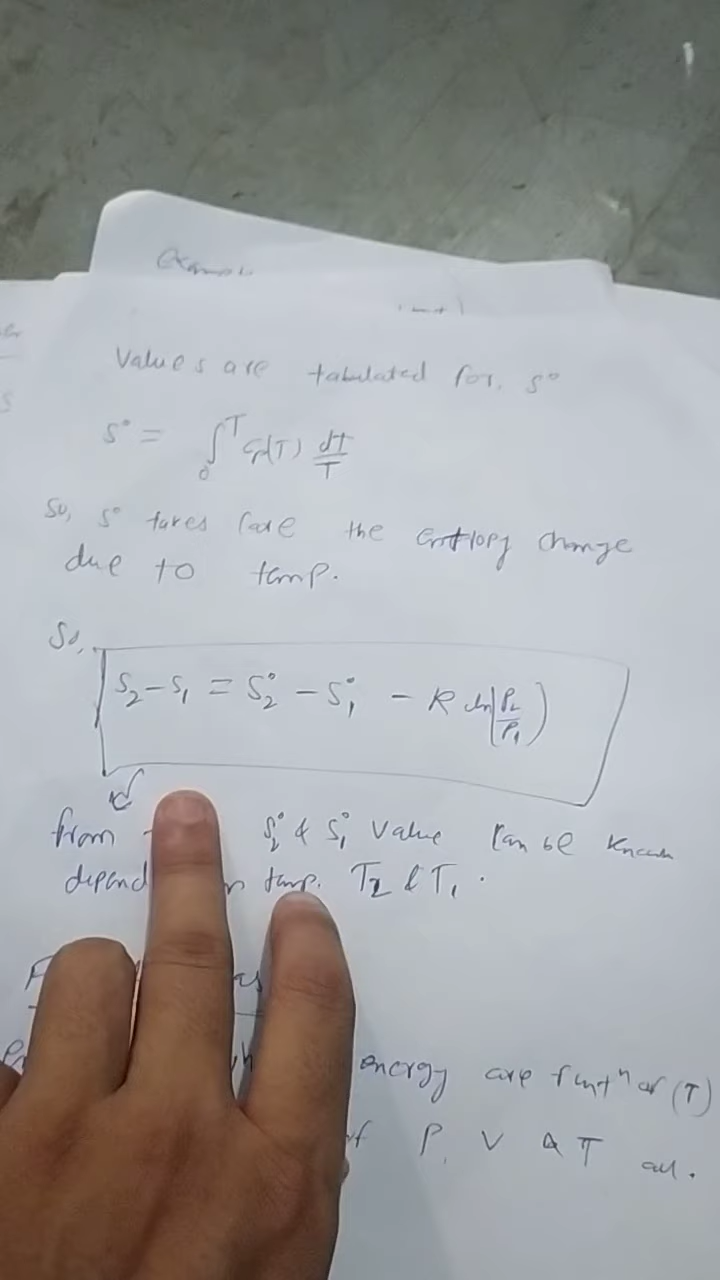 Values are tabulated for. s°
s° = ∫₀ᵀ Cp(T) dT/T
So, s° takes care the entropy change
due to temp.
So,
S₂ - S₁ = S₂° - S₁° - R ln(P₂/P₁)
from S₂° & S₁° value can be known
depend temp. T₂ & T₁.
energy are funtⁿ of (T)
of P, V & T all.